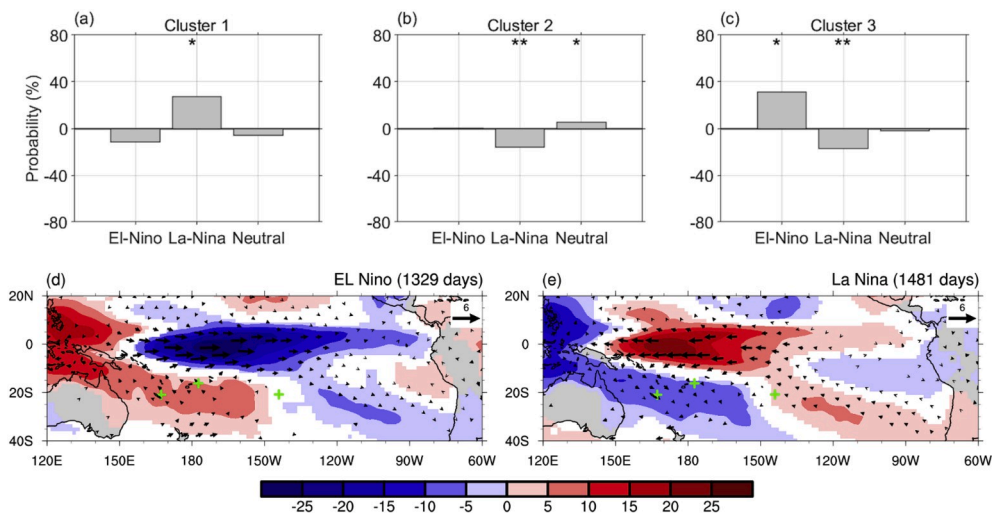 (a) Cluster 1
(b) Cluster 2
(c) Cluster 3
80
40
0
-40
-80
Probability (%)
*
El-Nino La-Nina Neutral
80
40
0
-40
-80
** *
El-Nino La-Nina Neutral
80
40
0
-40
-80
* **
El-Nino La-Nina Neutral
(d) EL Nino (1329 days)
6
20N
0
20S
40S
120E 150E 180 150W 120W 90W 60W
(e) La Nina (1481 days)
6
20N
0
20S
40S
120E 150E 180 150W 120W 90W 60W
-25 -20 -15 -10 -5 0 5 10 15 20 25